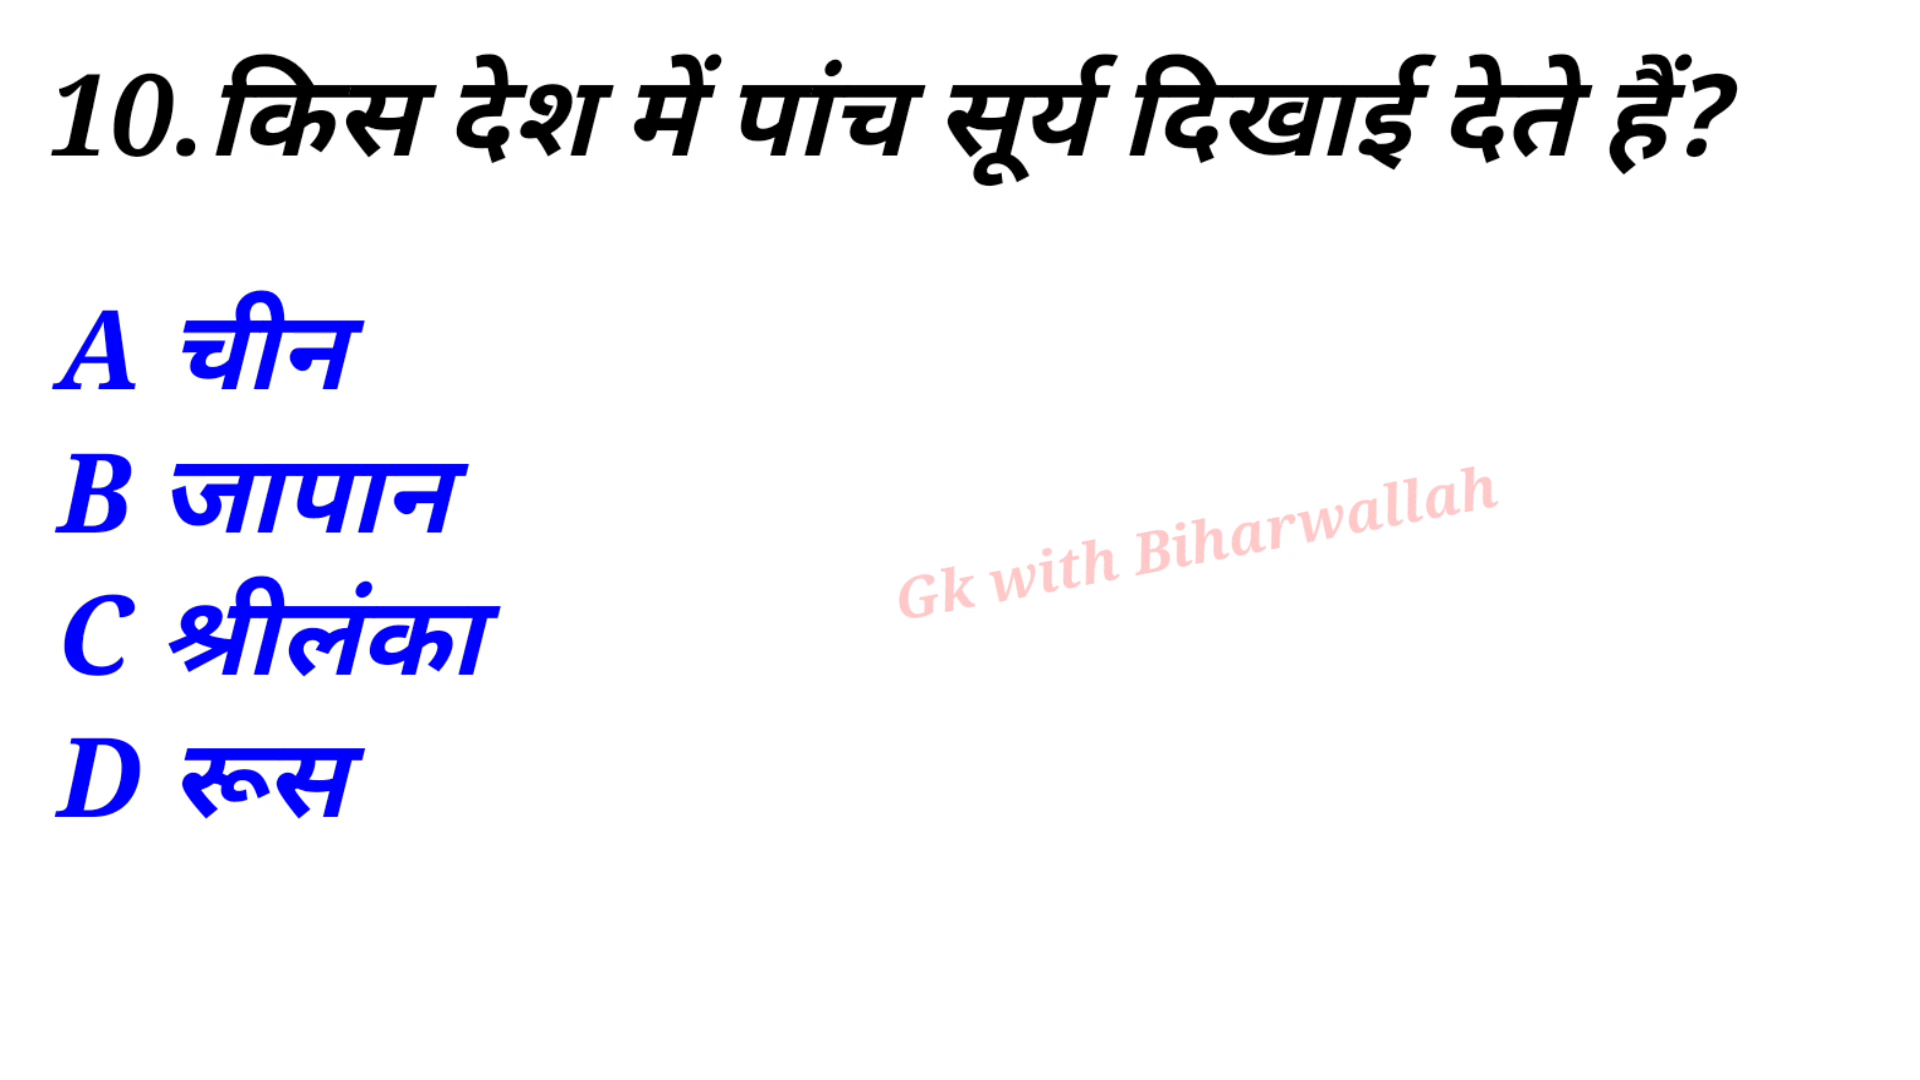 10.किस देश में पांच सूर्य दिखाई देते हैं?
A चीन
B जापान
Gk with Biharwallah
C श्रीलंका
D रूस